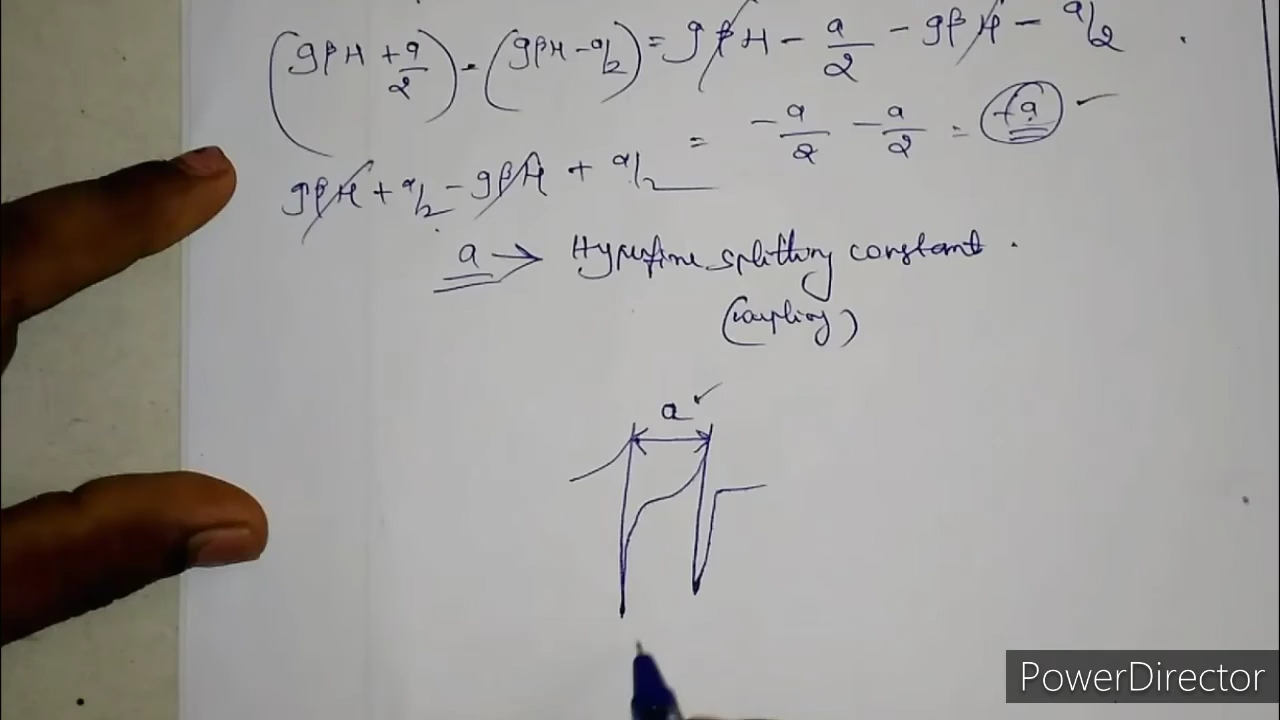 (gβH + a/2) - (gβH - a/2) = gβH - a/2 - gβH - a/2 .
= -a/2 - a/2 = -a
gβH + a/2 - gβH + a/2
a → Hyperfine splitting constant .
(coupling)
a
PowerDirector